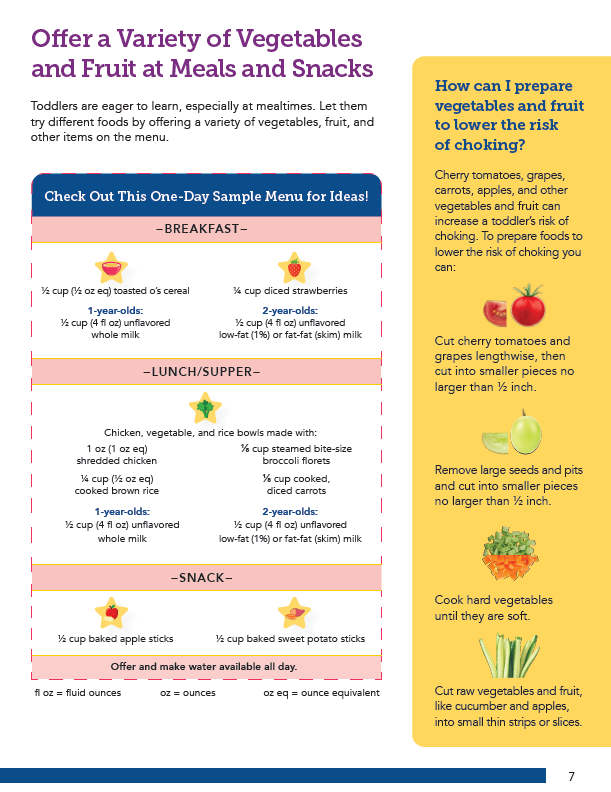 Offer a Variety of Vegetables
and Fruit at Meals and Snacks
Toddlers are eager to learn, especially at mealtimes. Let them
try different foods by offering a variety of vegetables, fruit, and
other items on the menu.
Check Out This One-Day Sample Menu for Ideas!
–BREAKFAST–
½ cup (½ oz eq) toasted o's cereal
1-year-olds:
½ cup (4 fl oz) unflavored
whole milk
¼ cup diced strawberries
2-year-olds:
½ cup (4 fl oz) unflavored
low-fat (1%) or fat-fat (skim) milk
–LUNCH/SUPPER–
Chicken, vegetable, and rice bowls made with:
1 oz (1 oz eq)
shredded chicken
¼ cup (½ oz eq)
cooked brown rice
1-year-olds:
½ cup (4 fl oz) unflavored
whole milk
⅛ cup steamed bite-size
broccoli florets
⅛ cup cooked,
diced carrots
2-year-olds:
½ cup (4 fl oz) unflavored
low-fat (1%) or fat-fat (skim) milk
–SNACK–
½ cup baked apple sticks
½ cup baked sweet potato sticks
Offer and make water available all day.
fl oz = fluid ounces oz = ounces oz eq = ounce equivalent
How can I prepare
vegetables and fruit
to lower the risk
of choking?
Cherry tomatoes, grapes,
carrots, apples, and other
vegetables and fruit can
increase a toddler's risk of
choking. To prepare foods to
lower the risk of choking you
can:
Cut cherry tomatoes and
grapes lengthwise, then
cut into smaller pieces no
larger than ½ inch.
Remove large seeds and pits
and cut into smaller pieces
no larger than ½ inch.
Cook hard vegetables
until they are soft.
Cut raw vegetables and fruit,
like cucumber and apples,
into small thin strips or slices.
7